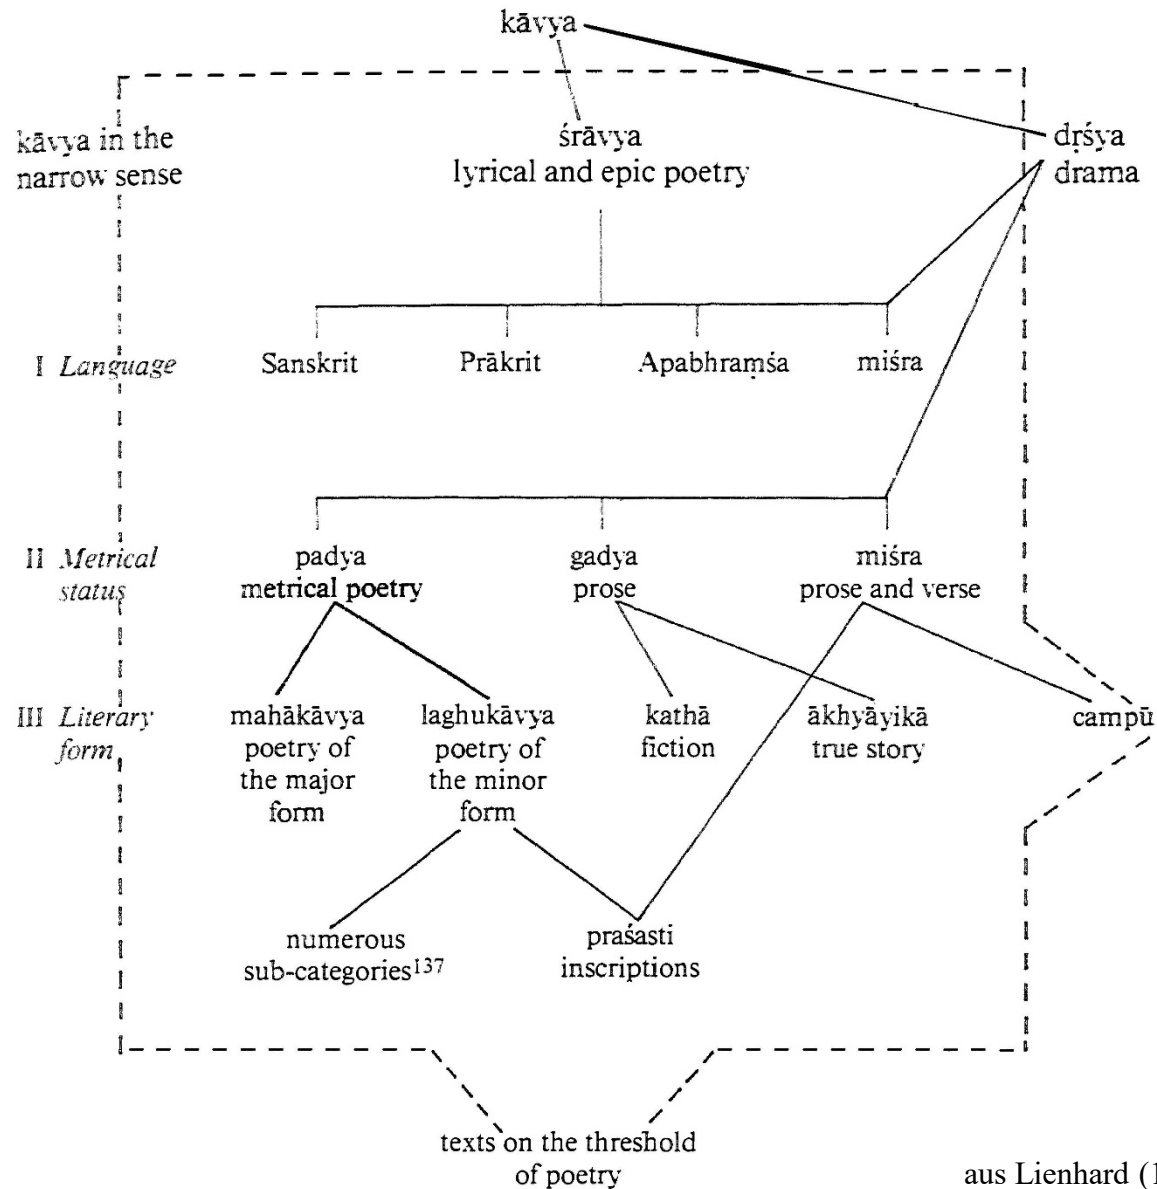 kāvya
kāvya in the
narrow sense
śrāvya
lyrical and epic poetry
dṛśya
drama
I Language
Sanskrit
Prākrit
Apabhraṃśa
miśra
II Metrical
status
padya
metrical poetry
gadya
prose
miśra
prose and verse
III Literary
form
mahākāvya
poetry of
the major
form
laghukāvya
poetry of
the minor
form
kathā
fiction
ākhyāyikā
true story
campū
numerous
sub-categories137
praśasti
inscriptions
texts on the threshold
of poetry
aus Lienhard (1